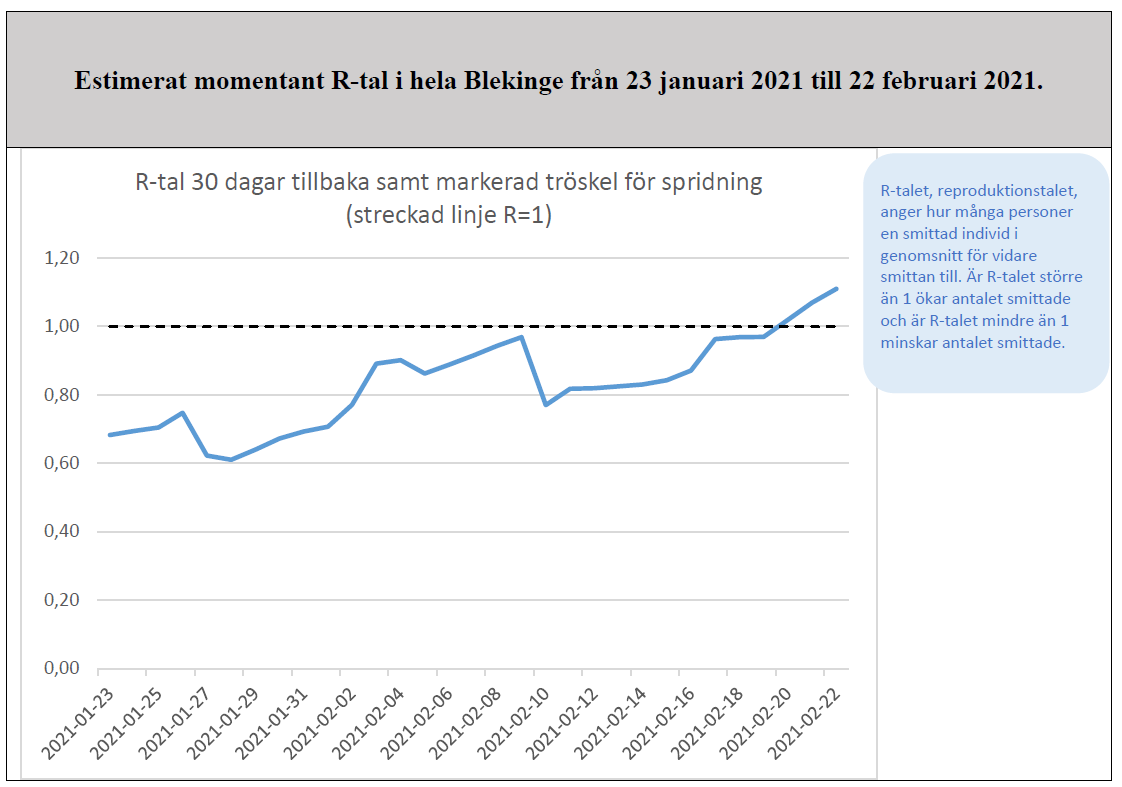 Estimerat momentant R-tal i hela Blekinge från 23 januari 2021 till 22 februari 2021.
R-tal 30 dagar tillbaka samt markerad tröskel för spridning
(streckad linje R=1)
R-talet, reproduktionstalet,
anger hur många personer
en smittad individ i
genomsnitt för vidare
smittan till. Är R-talet större
än 1 ökar antalet smittade
och är R-talet mindre än 1
minskar antalet smittade.
1,20
1,00
0,80
0,60
0,40
0,20
0,00
2021-01-23
2021-01-25
2021-01-27
2021-01-29
2021-01-31
2021-02-02
2021-02-04
2021-02-06
2021-02-08
2021-02-10
2021-02-12
2021-02-14
2021-02-16
2021-02-18
2021-02-20
2021-02-22